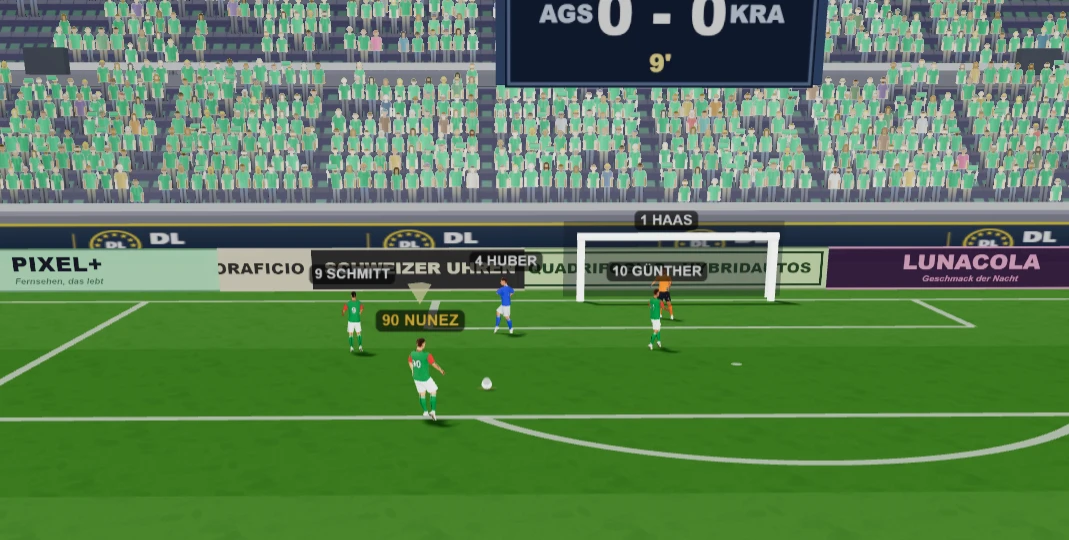 AGS 0 - 0 KRA
9'
1 HAAS
DL
DL
DL
PIXEL+
Fernsehen, das lebt
ORAFICIO
4 HUBER
9 SCHMITT
10 GÜNTHER
LUNACOLA
Geschmack der Nacht
90 NUNEZ
9